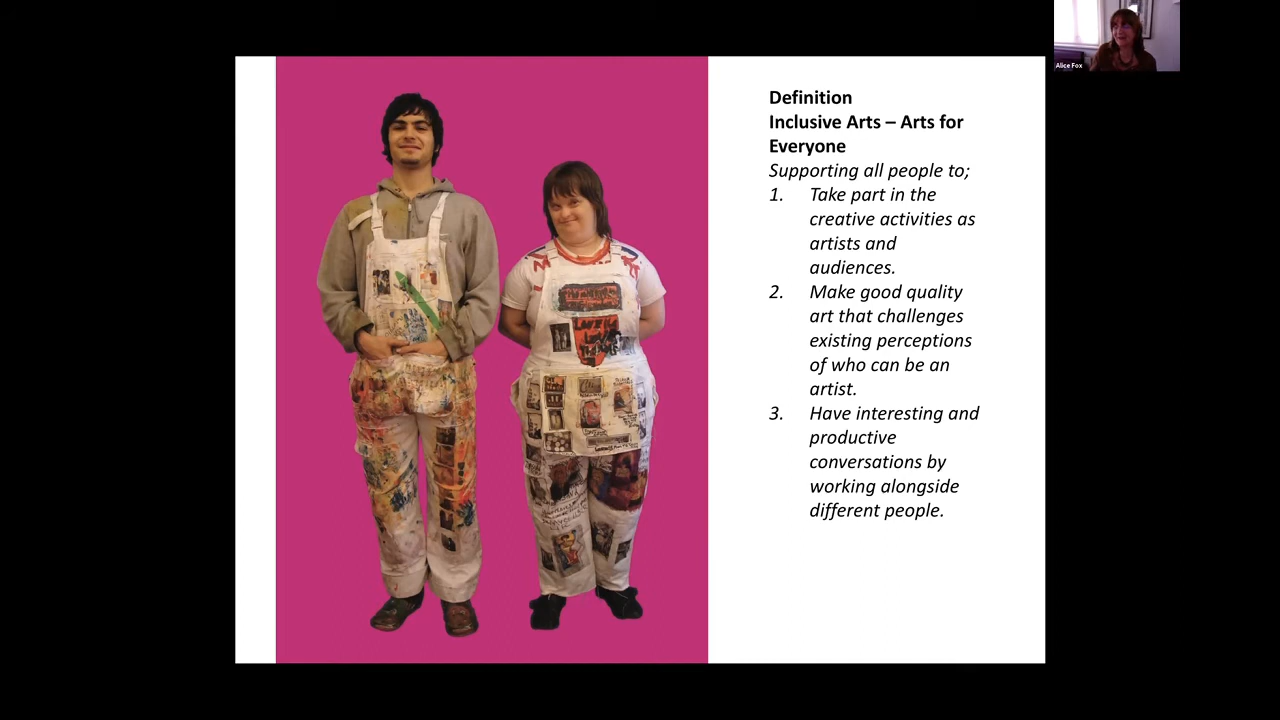 Definition
Inclusive Arts – Arts for
Everyone
Supporting all people to;
1. Take part in the
creative activities as
artists and
audiences.
2. Make good quality
art that challenges
existing perceptions
of who can be an
artist.
3. Have interesting and
productive
conversations by
working alongside
different people.
Alice Fox